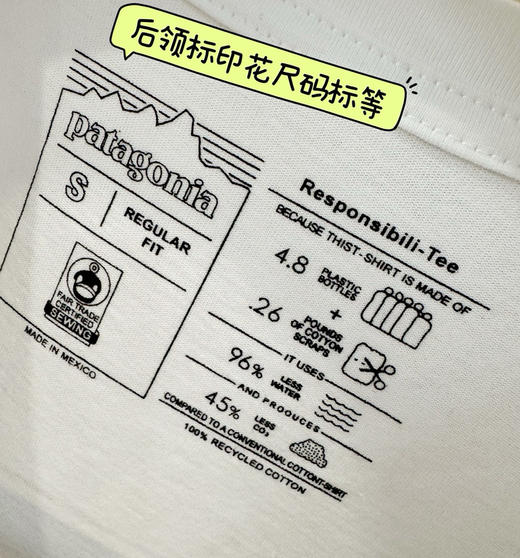 后领标印花尺码标等
patagonia
S
REGULAR
FIT
FAIR TRADE
CERTIFIED
SEWING
MADE IN MEXICO
Responsibili-Tee
BECAUSE THIST-SHIRT IS MADE OF
4.8 PLASTIC
BOTTLES
+
.26 POUNDS
OF COTTON
SCRAPS
IT USES
96% LESS
WATER
AND PRODUCES
45% LESS
CO₂
COMPARED TO A CONVENTIONAL COTTONT-SHIRT
100% RECYCLED COTTON